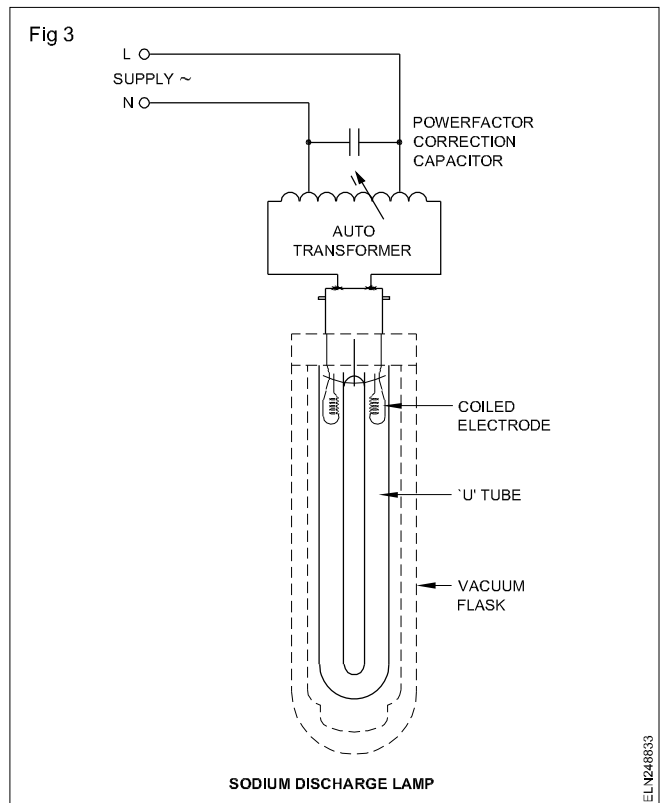 Fig 3
L
SUPPLY ~
N
POWERFACTOR
CORRECTION
CAPACITOR
AUTO
TRANSFORMER
COILED
ELECTRODE
`U' TUBE
VACUUM
FLASK
SODIUM DISCHARGE LAMP
ELN248833